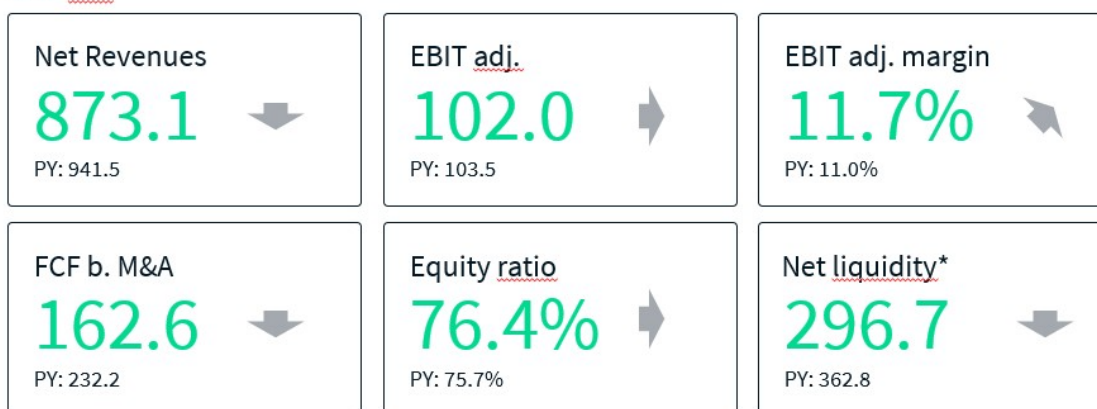 Net Revenues
873.1
PY: 941.5
EBIT adj.
102.0
PY: 103.5
EBIT adj. margin
11.7%
PY: 11.0%
FCF b. M&A
162.6
PY: 232.2
Equity ratio
76.4%
PY: 75.7%
Net liquidity*
296.7
PY: 362.8